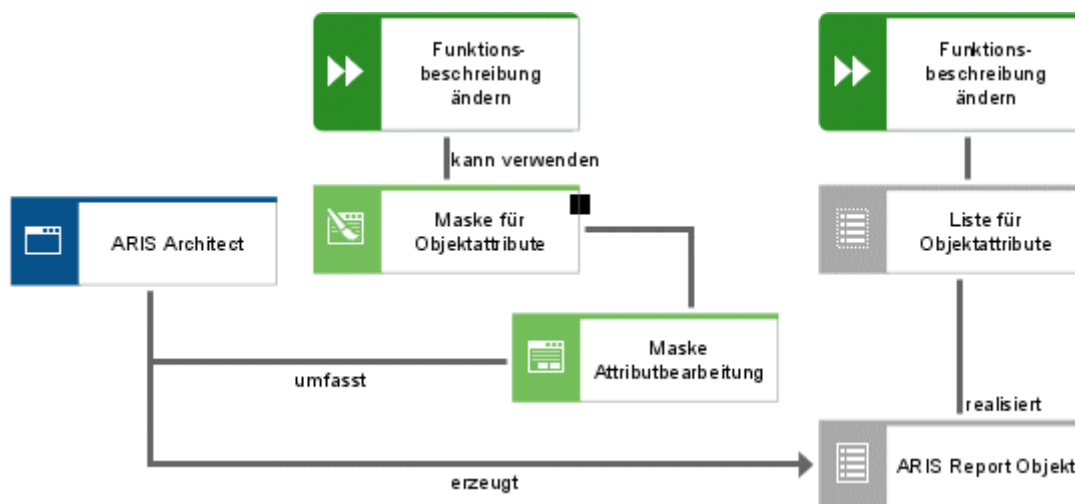 Funktions-
beschreibung
ändern
Funktions-
beschreibung
ändern
kann verwenden
ARIS Architect
Maske für
Objektattribute
Liste für
Objektattribute
Maske
Attributbearbeitung
umfasst
realisiert
ARIS Report Objekt
erzeugt